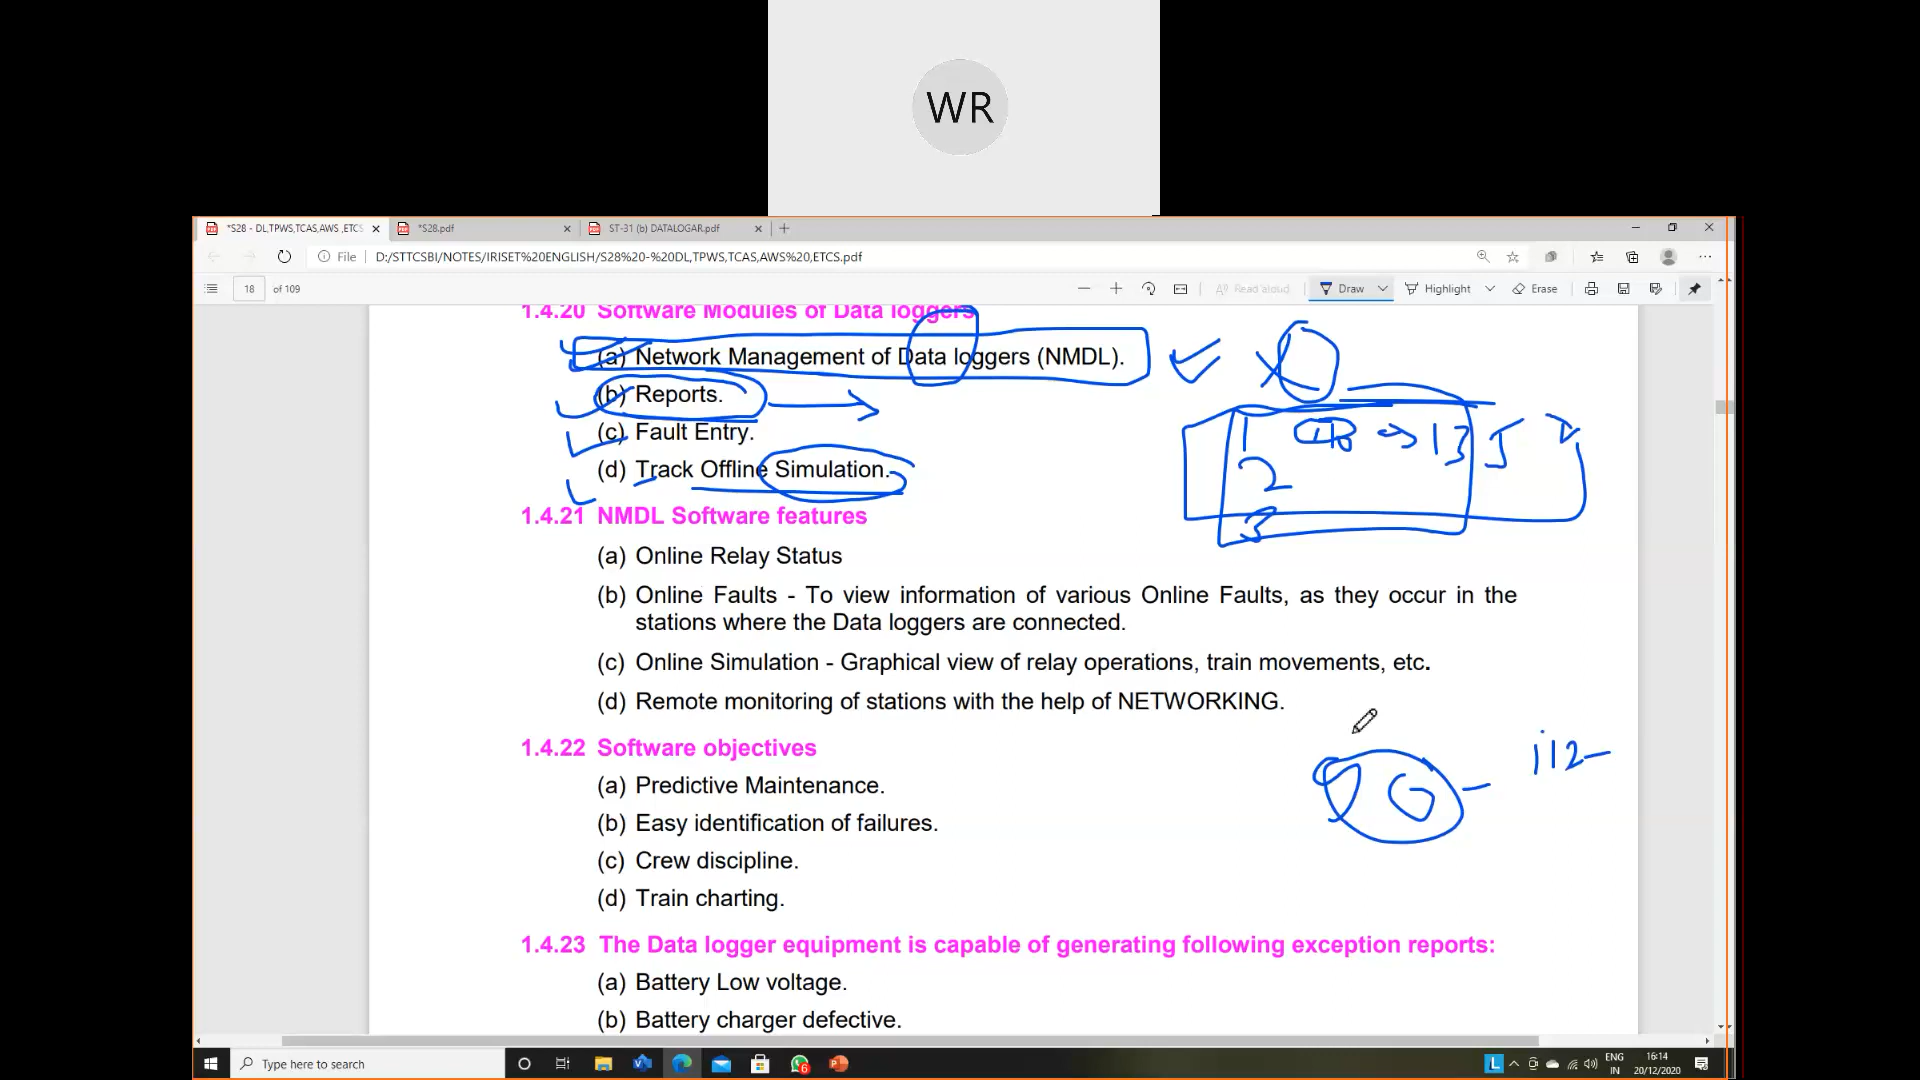 WR
*S28 - DL,TPWS,TCAS,AWS ,ETCS
*S28.pdf
ST-31 (b) DATALOGAR.pdf
File D:/STTCSBI/NOTES/IRISET%20ENGLISH/S28%20-%20DL,TPWS,TCAS,AWS%20,ETCS.pdf
18 of 109 Read aloud Draw Highlight Erase
1.4.20 Software Modules of Data loggers
(a) Network Management of Data loggers (NMDL).
(b) Reports.
(c) Fault Entry.
(d) Track Offline Simulation.
1
2
3
13
1.4.21 NMDL Software features
(a) Online Relay Status
(b) Online Faults - To view information of various Online Faults, as they occur in the
stations where the Data loggers are connected.
(c) Online Simulation - Graphical view of relay operations, train movements, etc.
(d) Remote monitoring of stations with the help of NETWORKING.
1.4.22 Software objectives
(a) Predictive Maintenance.
(b) Easy identification of failures.
(c) Crew discipline.
(d) Train charting.
1.4.23 The Data logger equipment is capable of generating following exception reports:
(a) Battery Low voltage.
(b) Battery charger defective.
Type here to search
6
L
ENG
IN
16:14
20/12/2020